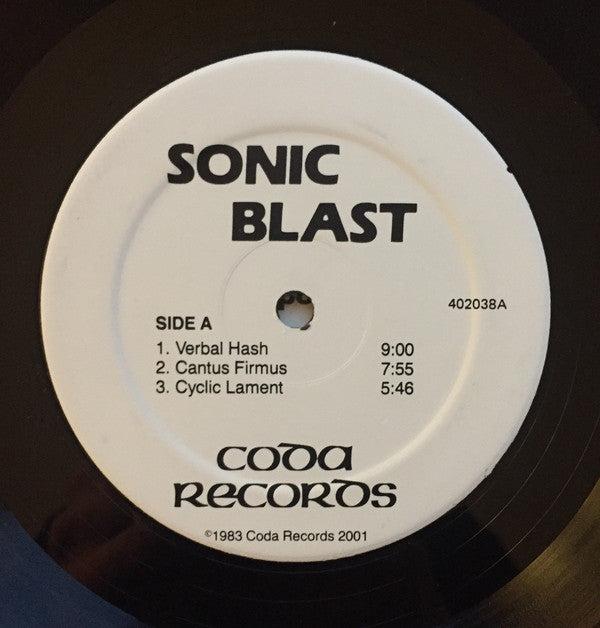 SONIC
BLAST
402038A
SIDE A
1. Verbal Hash 9:00
2. Cantus Firmus 7:55
3. Cyclic Lament 5:46
CODA
RECORDS
©1983 Coda Records 2001